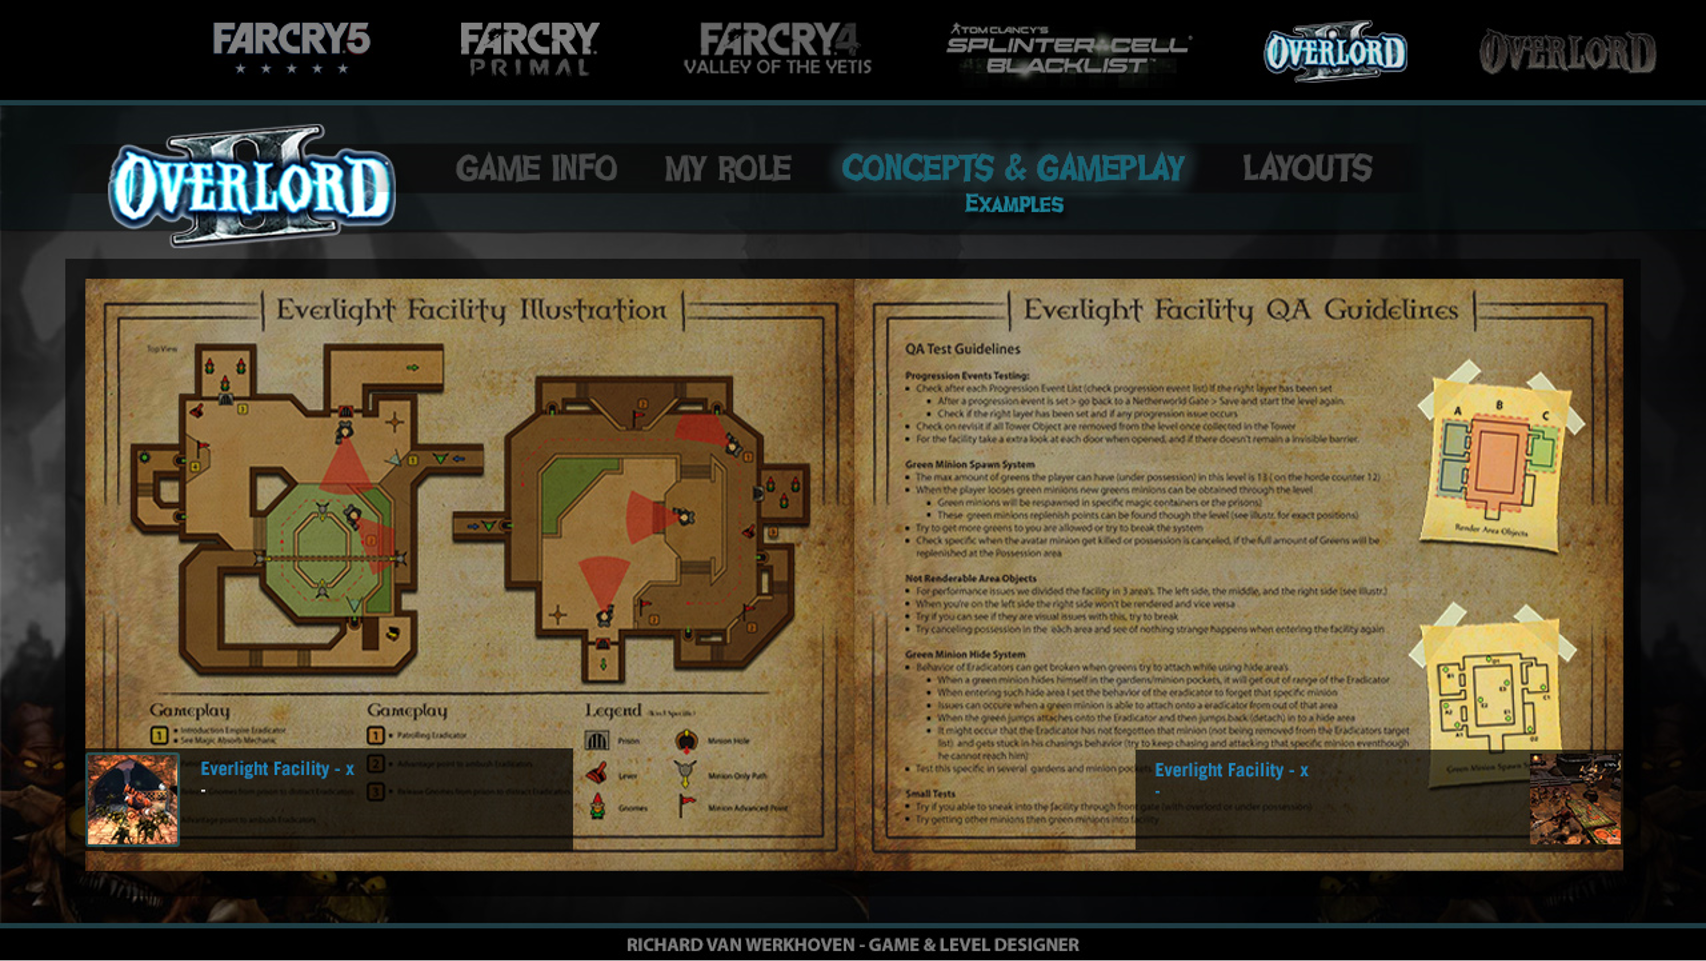 FARCRY5
FARCRY
PRIMAL
FARCRY4
VALLEY OF THE YETIS
TOM CLANCY'S
SPLINTER CELL
BLACKLIST
OVERLORD II
OVERLORD
OVERLORD II
GAME INFO
MY ROLE
CONCEPTS & GAMEPLAY
LAYOUTS
EXAMPLES
Everlight Facility Illustration
Top View
Gameplay
1
Introduction Empire Eradicator
See Magic Absorb Mechanic
Advantage point to ambush Eradicators
Gameplay
1
Patrolling Eradicator
2
Advantage point to ambush Eradicators
3
Release Gnomes from prison to distract Eradicators
Legend
Prison
Minion Hole
Lever
Minion Only Path
Gnomes
Minion Advanced Point
Everlight Facility - x
-
Everlight Facility QA Guidelines
QA Test Guidelines
Progression Events Testing:
Check after each Progression Event List (check progression event list) if the right layer has been set
After a progression event is set > go back to a Netherworld Gate > Save and start the level again.
Check if the right layer has been set and if any progression issue occurs
Check on revisit if all Tower Object are removed from the level once collected in the Tower
For the facility take a extra look at each door when opened, and if there doesn't remain a invisible barrier.
Green Minion Spawn System
The max amount of greens the player can have (under possession) in this level is 13 ( on the horde counter 12)
When the player looses green minions new greens minions can be obtained through the level
Green minions will be respawned in specific magic containers or the prisons)
These green minions replenish points can be found though the level (see illustr. for exact positions)
Try to get more greens to you are allowed or try to break the system
Check specific when the avatar minion get killed or possession is canceled, if the full amount of Greens will be
replenished at the Possession area
Not Renderable Area Objects
For performance issues we divided the facility in 3 area's. The left side, the middle, and the right side (see illustr.)
When you're on the left side the right side won't be rendered and vice versa
Try if you can see if they are visual issues with this, try to break
Try canceling possession in the each area and see of nothing strange happens when entering the facility again
Green Minion Hide System
Behavior of Eradicators can get broken when greens try to attach while using hide area's
When a green minion hides himself in the gardens/minion pockets, it will get out of range of the Eradicator
When entering such hide area I set the behavior of the eradicator to forget that specific minion
Issues can occure when a green minion is able to attach onto a eradicator from out of that area
When the green jumps attaches onto the Eradicator and then jumps back (detach) in to a hide area
It might occur that the Eradicator has not forgotten that minion (not being removed from the Eradicators target
list) and gets stuck in his chasings behavior (try to keep chasing and attacking that specific minion eventhough
he cannot reach him)
Test this specific in several gardens and minion pockets
Small Tests
Try if you able to sneak into the facility through front gate (with overlord or under possession)
Try getting other minions then green minions into facility
A
B
C
Render Area Objects
Green Minion Spawn
Everlight Facility - x
-
RICHARD VAN WERKHOVEN - GAME & LEVEL DESIGNER